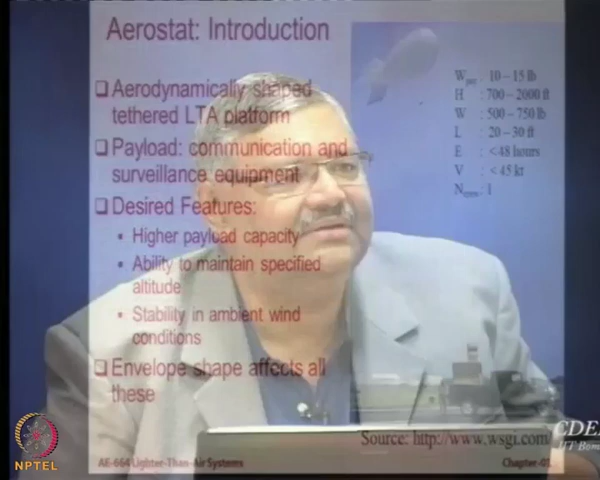 Aerostat: Introduction
Aerodynamically shaped
tethered LTA platform
Payload: communication and
surveillance equipment
Desired Features:
Higher payload capacity
Ability to maintain specified
altitude
Stability in ambient wind
conditions
Envelope shape affects all
these
: 10 – 15 lb
H : 700 – 2000 ft
W : 500 – 750 lb
L : 20 – 30 ft
E : <48 hours
V : < 45 kt
: 1
Source: http://www.wsgi.com/
AE-664 Lighter-Than-Air Systems
NPTEL